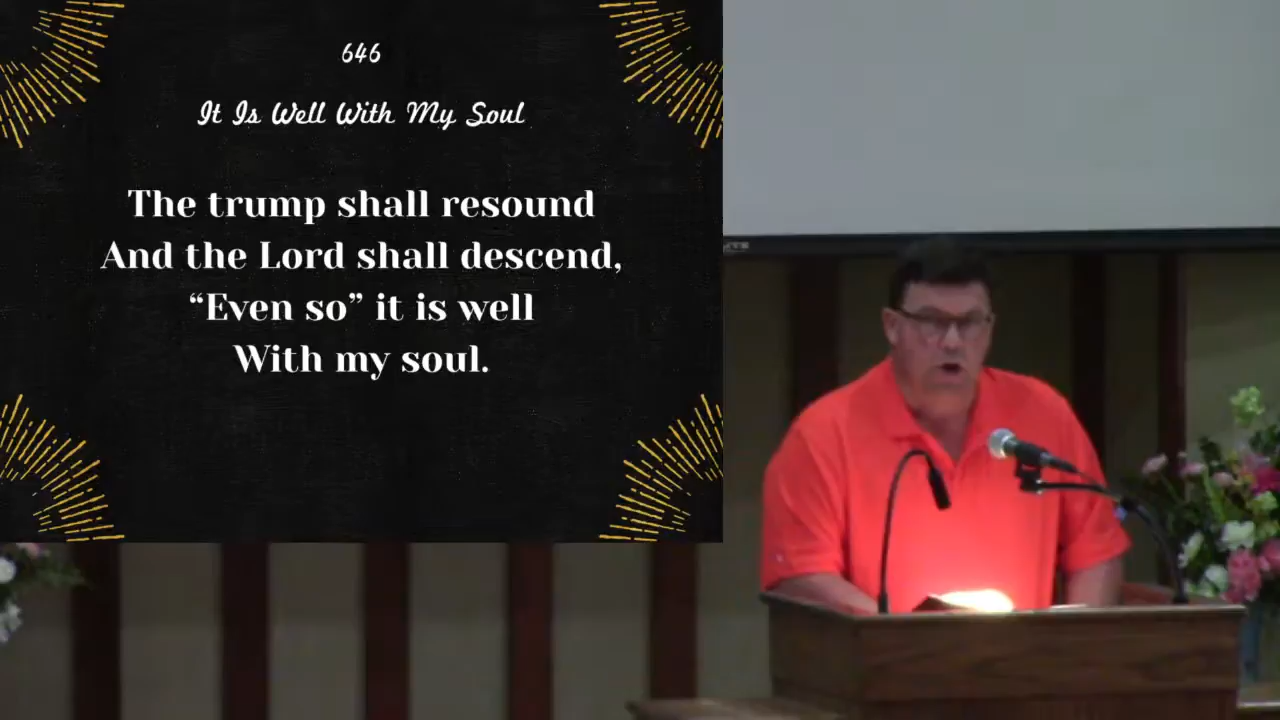 646
It Is Well With My Soul
The trump shall resound
And the Lord shall descend,
“Even so” it is well
With my soul.